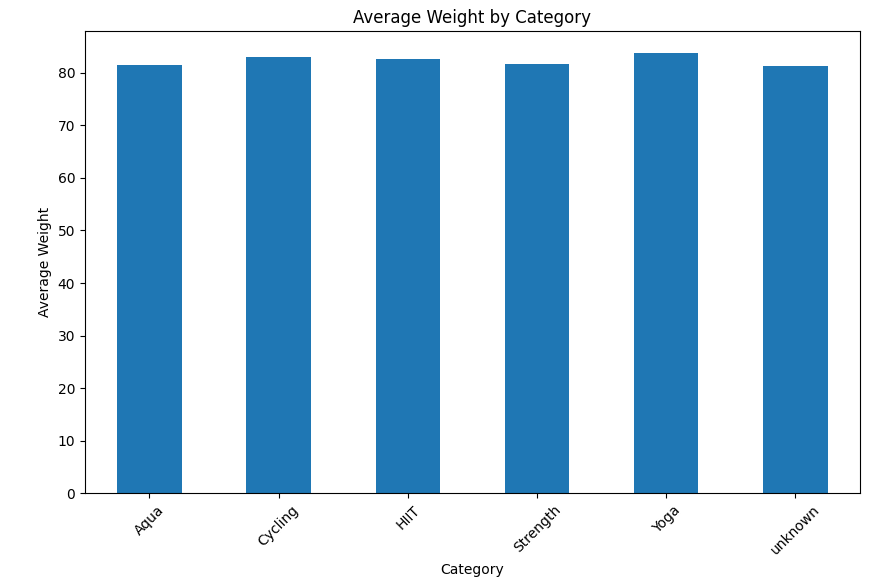 Average Weight by Category
Average Weight
80
70
60
50
40
30
20
10
0
Aqua
Cycling
HIIT
Strength
Yoga
unknown
Category